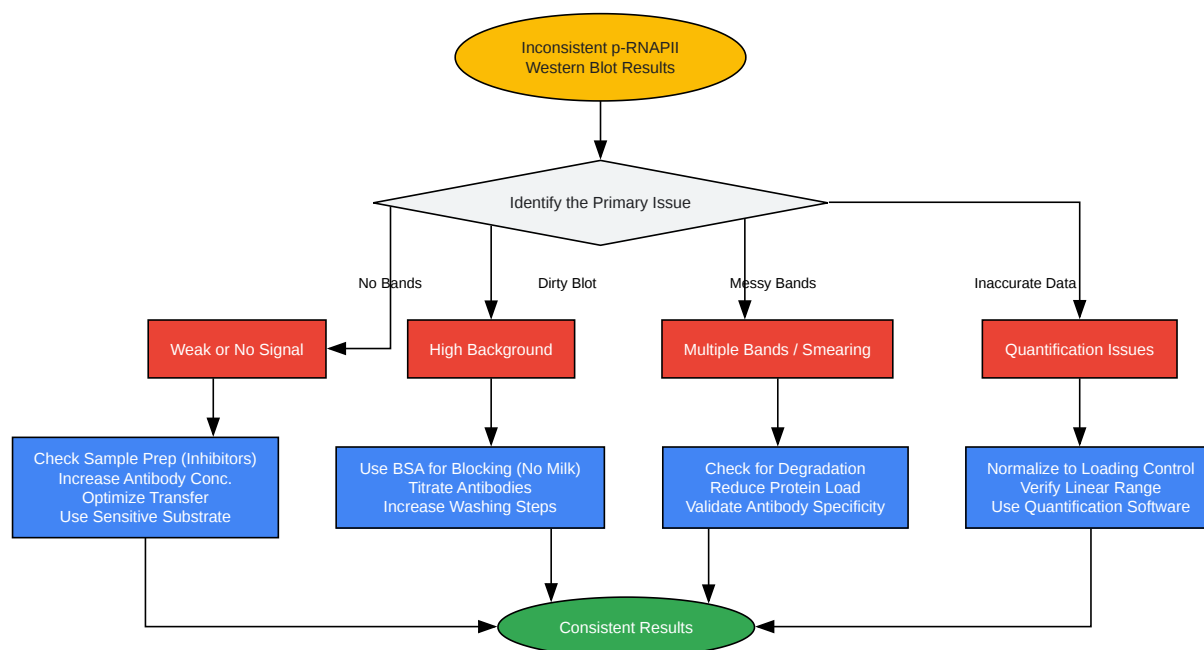 Inconsistent p-RNAPII
Western Blot Results
Identify the Primary Issue
No Bands
Dirty Blot
Messy Bands
Inaccurate Data
Weak or No Signal
High Background
Multiple Bands / Smearing
Quantification Issues
Check Sample Prep (Inhibitors)
Increase Antibody Conc.
Optimize Transfer
Use Sensitive Substrate
Use BSA for Blocking (No Milk)
Titrate Antibodies
Increase Washing Steps
Check for Degradation
Reduce Protein Load
Validate Antibody Specificity
Normalize to Loading Control
Verify Linear Range
Use Quantification Software
Consistent Results